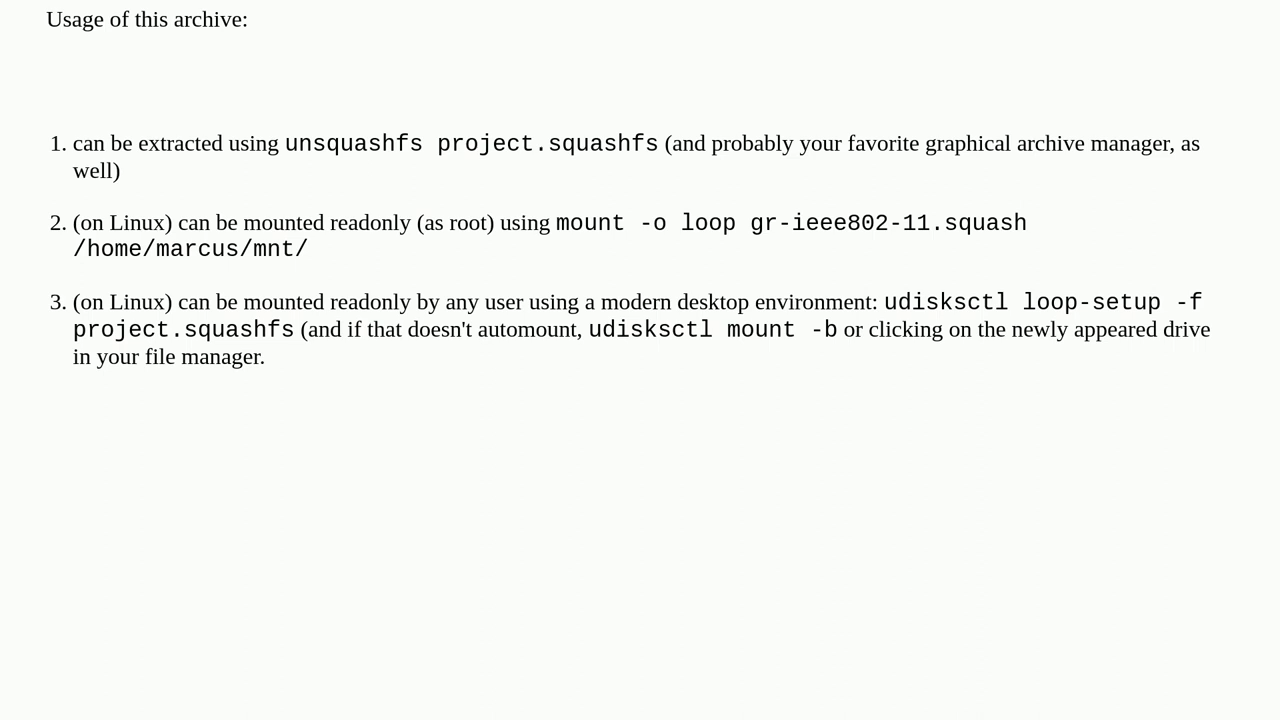 Usage of this archive:
1. can be extracted using unsquashfs project.squashfs (and probably your favorite graphical archive manager, as
well)
2. (on Linux) can be mounted readonly (as root) using mount -o loop gr-ieee802-11.squash
/home/marcus/mnt/
3. (on Linux) can be mounted readonly by any user using a modern desktop environment: udisksctl loop-setup -f
project.squashfs (and if that doesn't automount, udisksctl mount -b or clicking on the newly appeared drive
in your file manager.